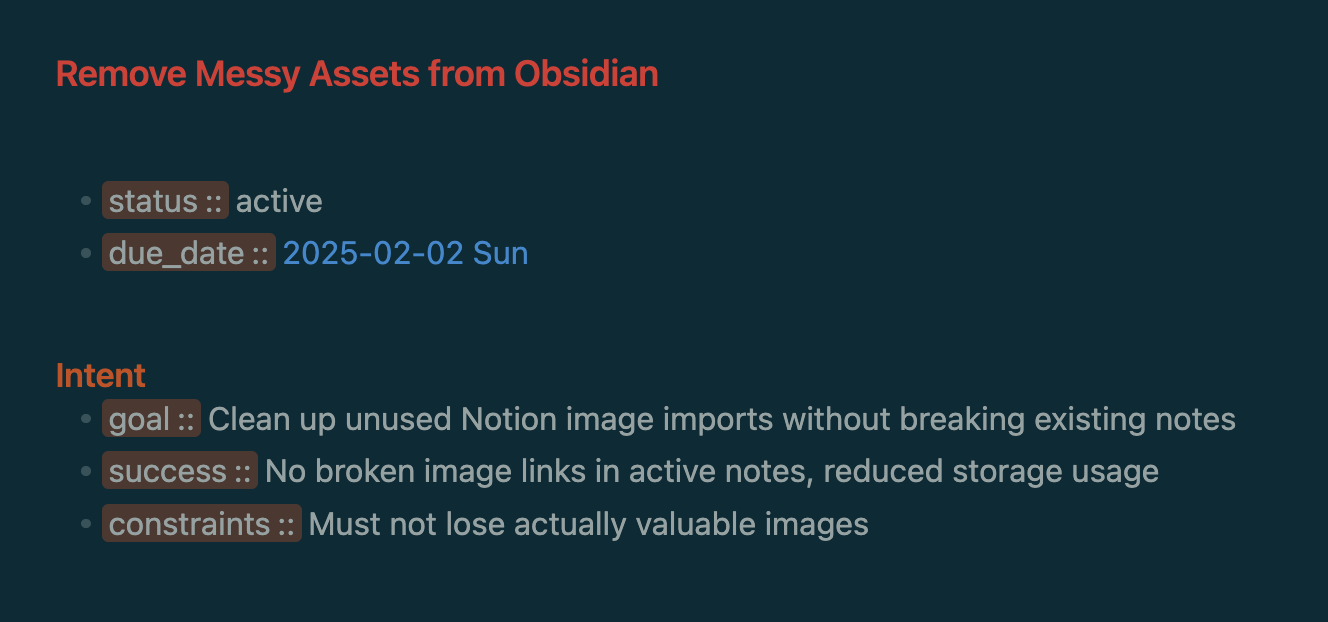 Remove Messy Assets from Obsidian
status :: active
due_date :: 2025-02-02 Sun
Intent
goal :: Clean up unused Notion image imports without breaking existing notes
success :: No broken image links in active notes, reduced storage usage
constraints :: Must not lose actually valuable images